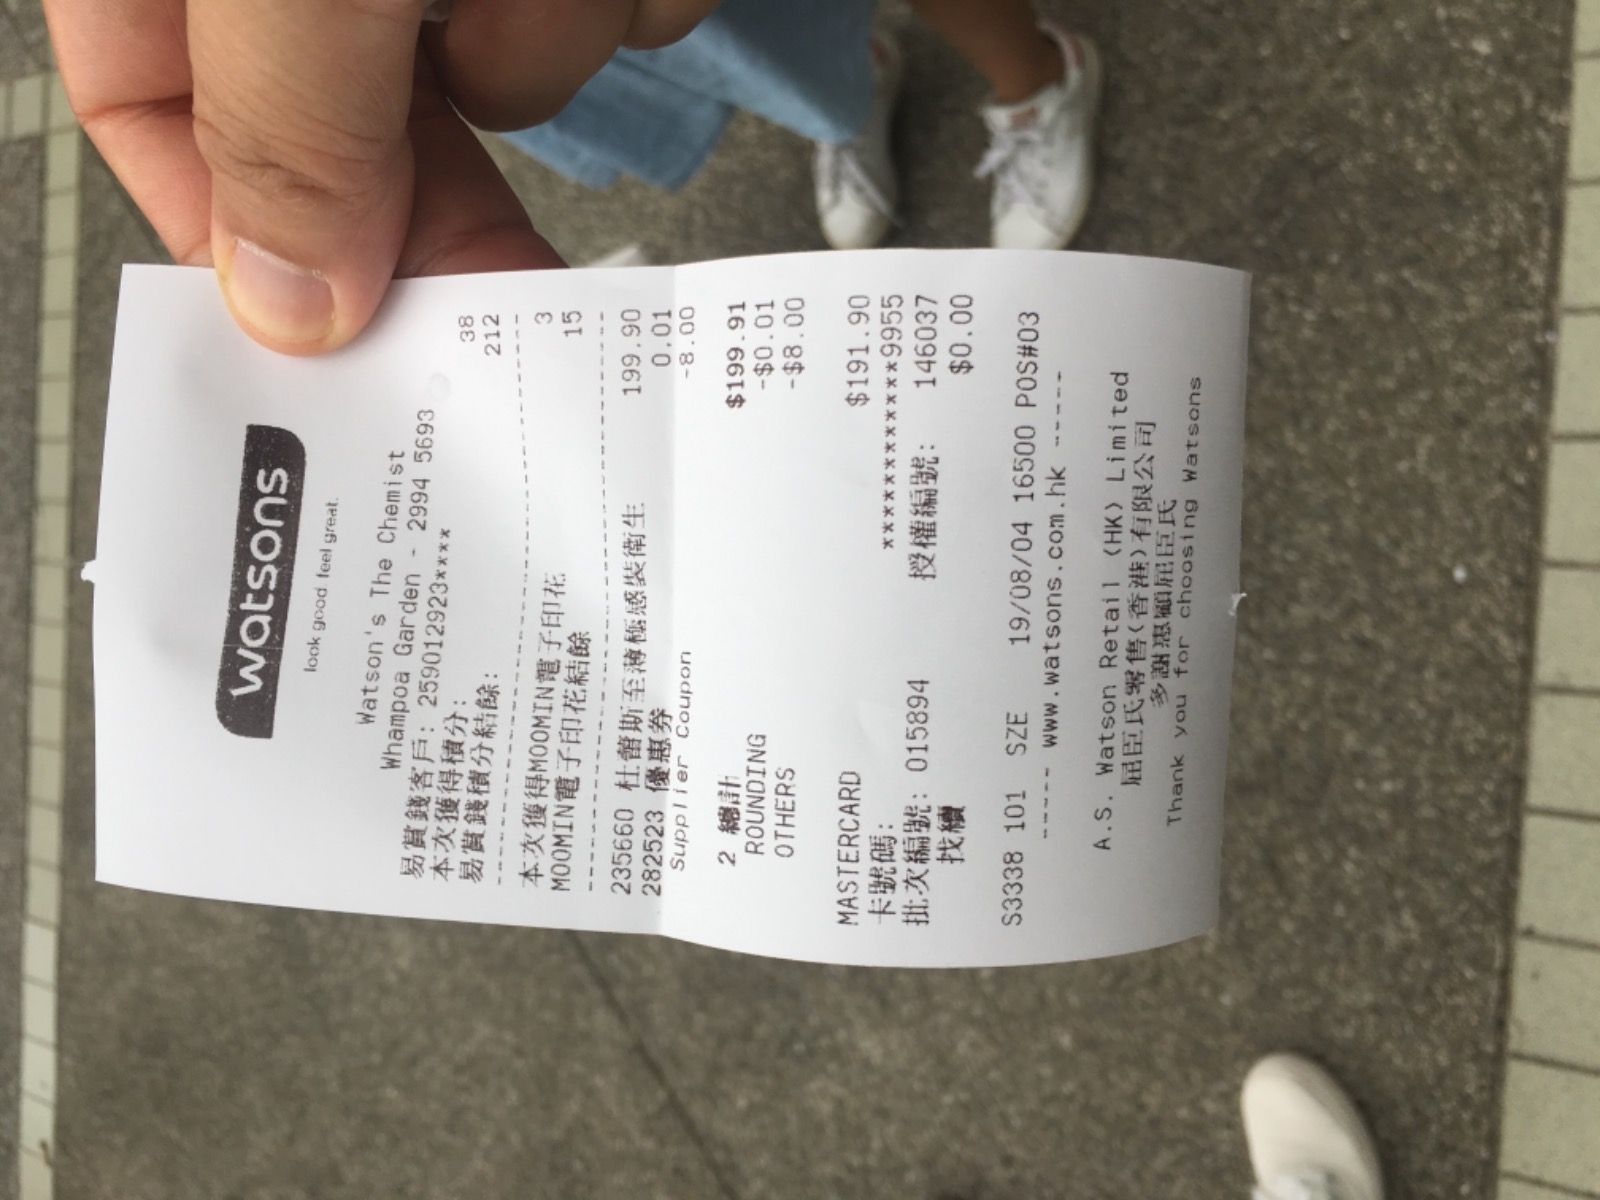 watsons
look good. feel great.
Watson's The Chemist
Whampoa Garden - 2994 5693
易賞錢客戶: 259012923****
本次獲得積分: 38
易賞錢積分結餘: 212
本次獲得MOOMIN電子印花 3
MOOMIN電子印花結餘 15
235660 杜蕾斯至薄極感裝衛生 199.90
282523 優惠券 0.01
Supplier Coupon -8.00
2 總計 $199.91
ROUNDING -$0.01
OTHERS -$8.00
MASTERCARD $191.90
卡號碼: ************9955
批次編號: 015894 授權編號: 146037
找續 $0.00
S3338 101 SZE 19/08/04 16500 POS#03
----- www.watsons.com.hk -----
A.S. Watson Retail (HK) Limited
屈臣氏零售(香港)有限公司
多謝惠顧屈臣氏
Thank you for choosing Watsons